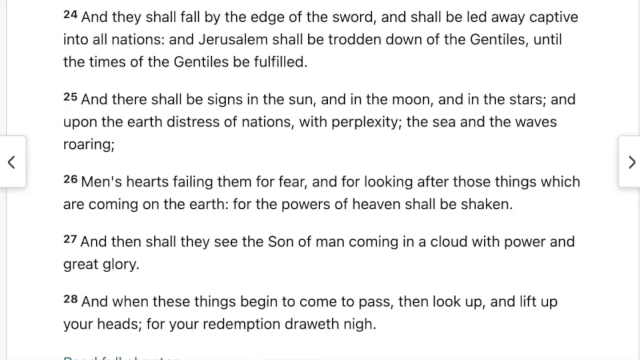 24 And they shall fall by the edge of the sword, and shall be led away captive
into all nations: and Jerusalem shall be trodden down of the Gentiles, until
the times of the Gentiles be fulfilled.
25 And there shall be signs in the sun, and in the moon, and in the stars; and
upon the earth distress of nations, with perplexity; the sea and the waves
roaring;
26 Men's hearts failing them for fear, and for looking after those things which
are coming on the earth: for the powers of heaven shall be shaken.
27 And then shall they see the Son of man coming in a cloud with power and
great glory.
28 And when these things begin to come to pass, then look up, and lift up
your heads; for your redemption draweth nigh.